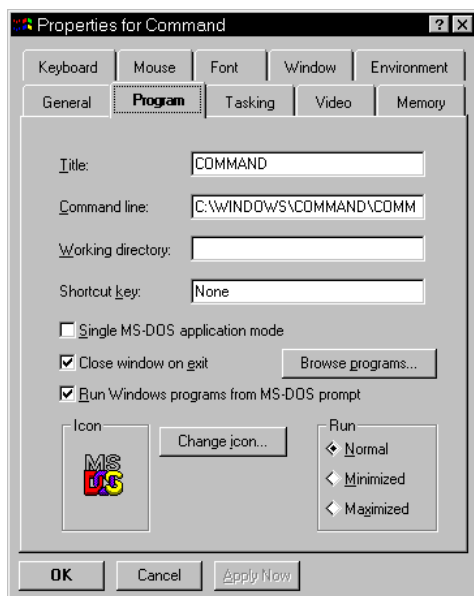 Properties for Command
Keyboard Mouse Font Window Environment
General Program Tasking Video Memory
Title: COMMAND
Command line: C:\WINDOWS\COMMAND\COMM
Working directory:
Shortcut key: None
Single MS-DOS application mode
Close window on exit Browse programs...
Run Windows programs from MS-DOS prompt
Icon Run
Change icon... Normal
MS DOS Minimized
Maximized
OK Cancel Apply Now